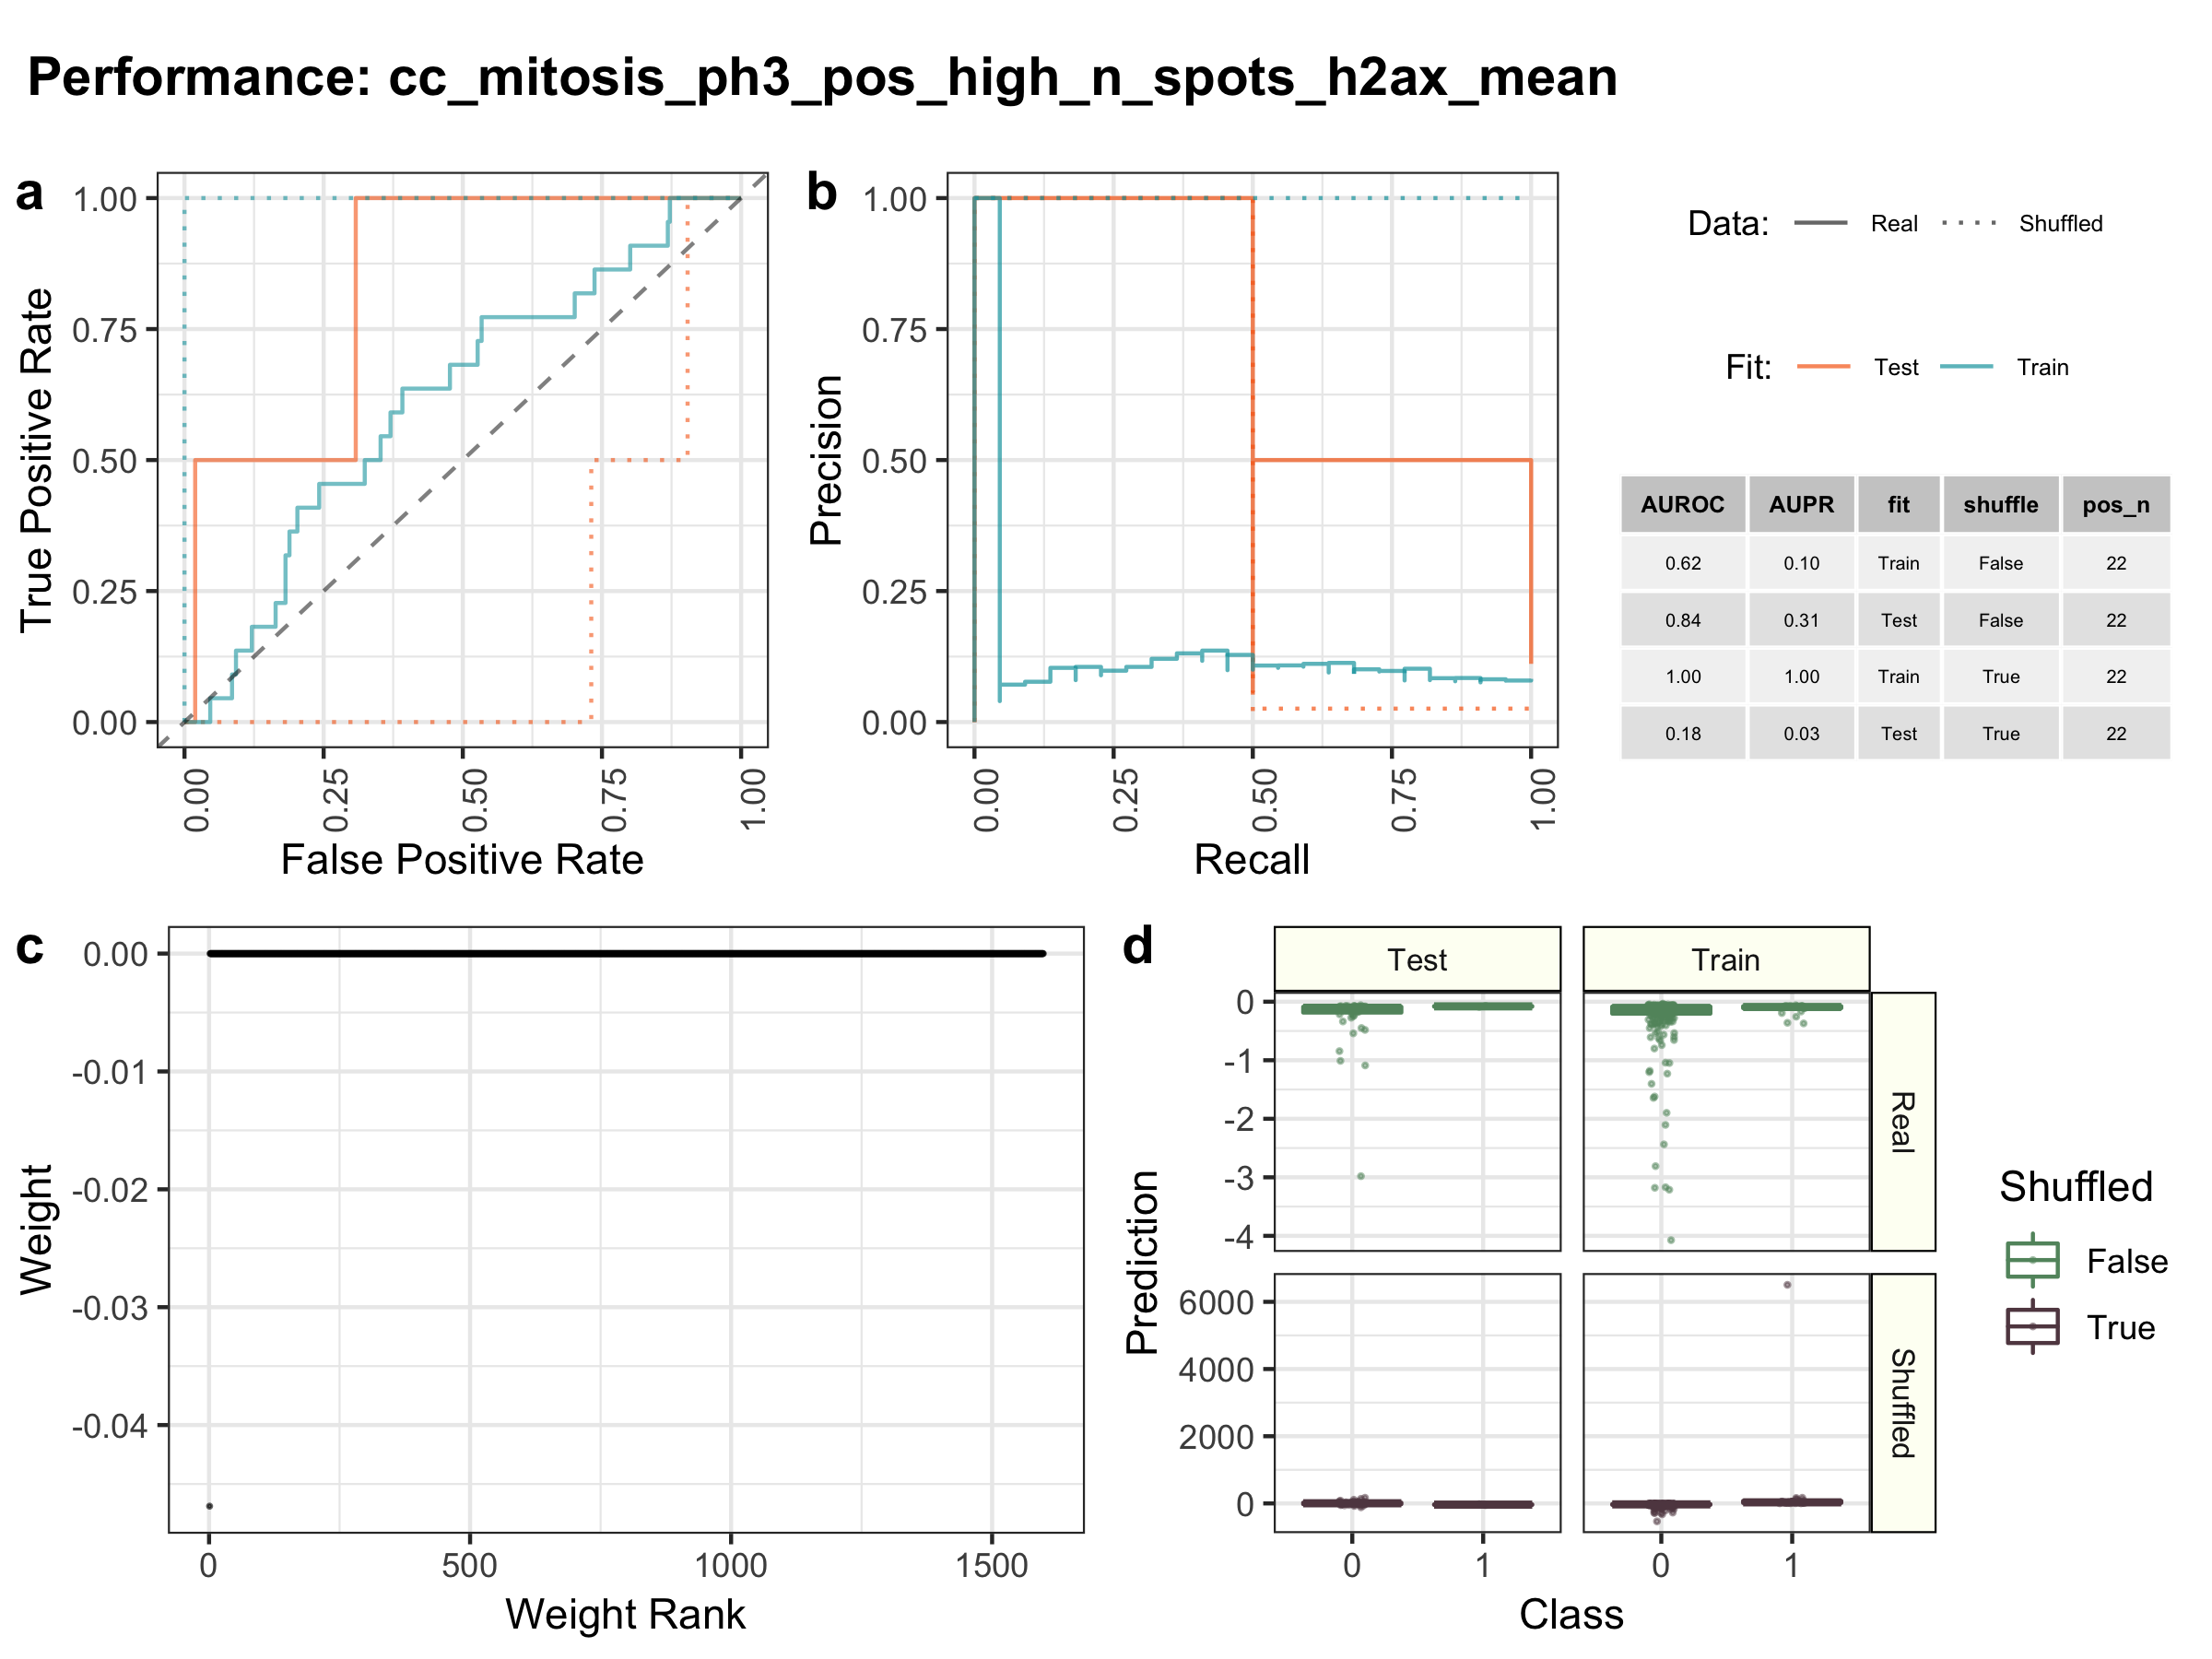 Performance: cc_mitosis_ph3_pos_high_n_spots_h2ax_mean
a
1.00
0.75
0.50
0.25
0.00
True Positive Rate
0.00
0.25
0.50
0.75
1.00
False Positive Rate
b
1.00
0.75
0.50
0.25
0.00
Precision
0.00
0.25
0.50
0.75
1.00
Recall
Data: Real Shuffled
Fit: Test Train
AUROC AUPR fit shuffle pos_n
0.62 0.10 Train False 22
0.84 0.31 Test False 22
1.00 1.00 Train True 22
0.18 0.03 Test True 22
c
0.00
-0.01
-0.02
-0.03
-0.04
Weight
0 500 1000 1500
Weight Rank
d
Test Train
0
-1
-2
-3
-4
Real
6000
4000
2000
0
Shuffled
Prediction
0 1 0 1
Class
Shuffled
False
True